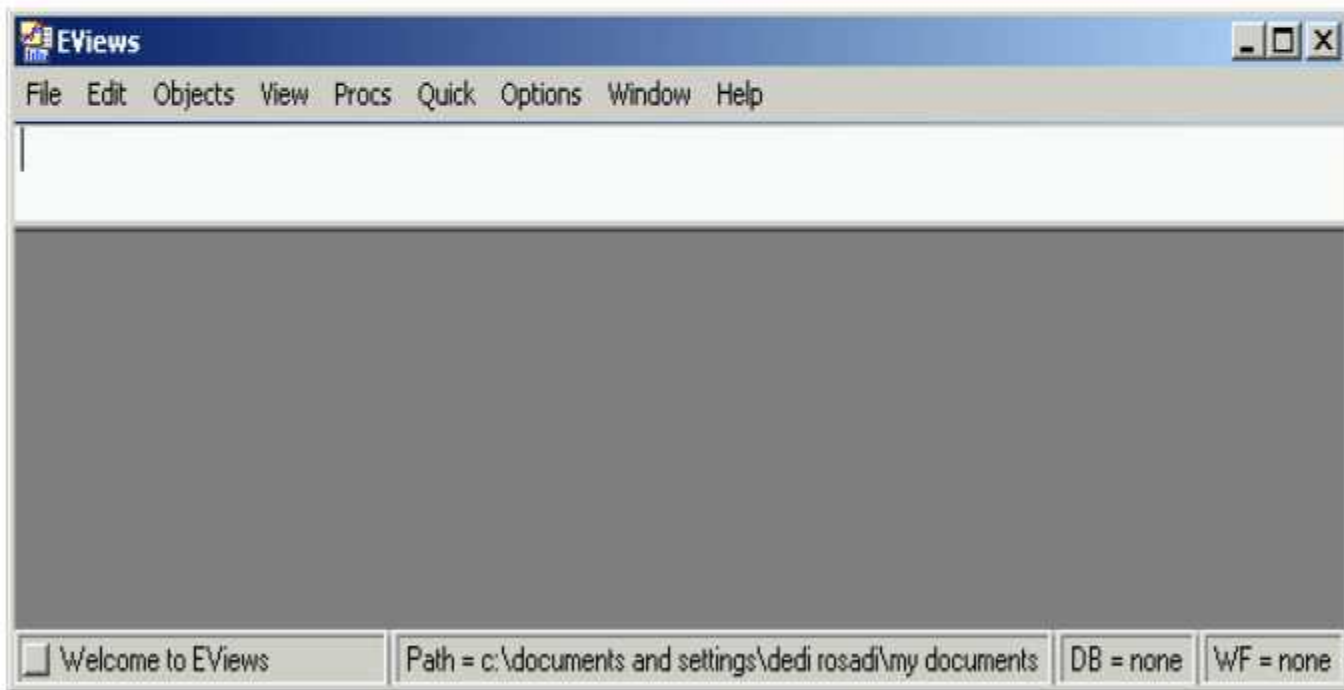 EViews
File Edit Objects View Procs Quick Options Window Help
Welcome to EViews Path = c:\documents and settings\dedi rosadi\my documents DB = none WF = none